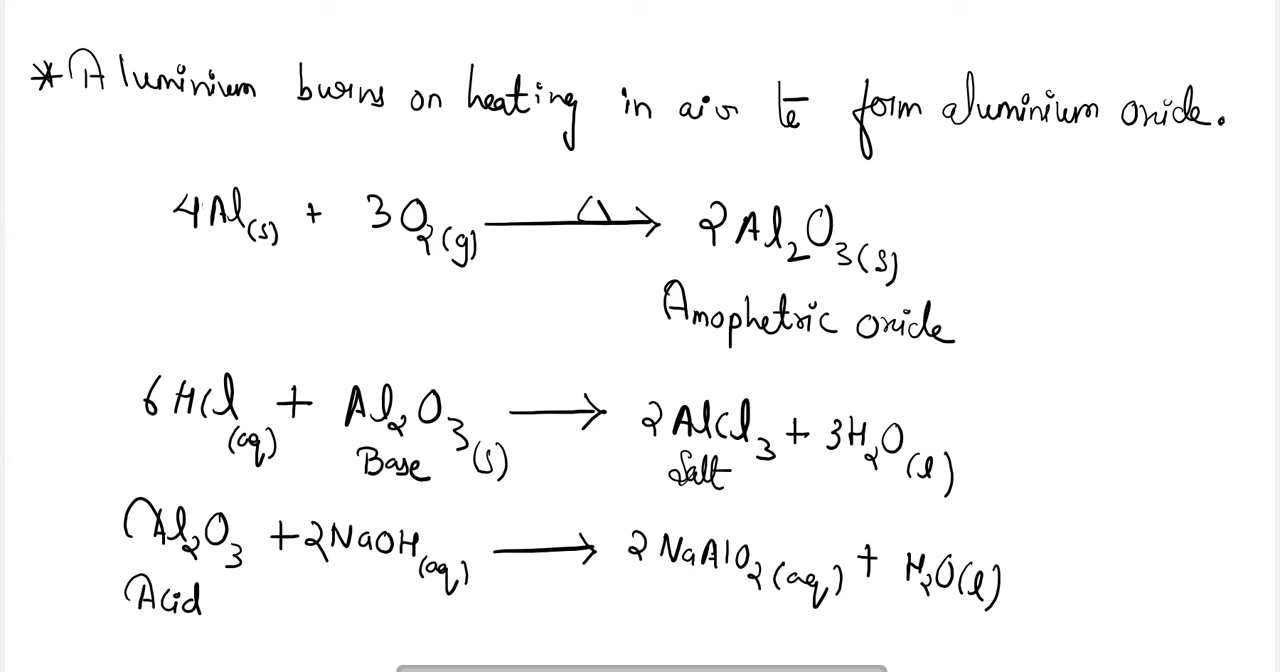 *Aluminium burns on heating in air to form aluminium oxide.
4Al(s) + 3O₂(g) —Δ→ 2Al₂O₃(s)
Amophetric oxide
6HCl(aq) + Al₂O₃(s) → 2AlCl₃ + 3H₂O(l)
Base Salt
Al₂O₃ + 2NaOH(aq) → 2NaAlO₂(aq) + H₂O(l)
Acid